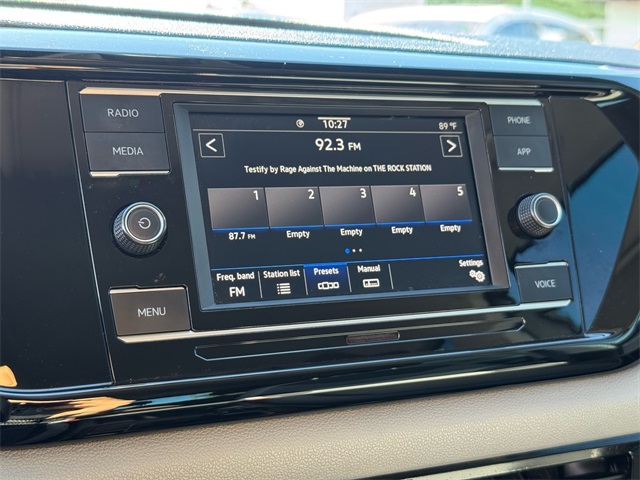 RADIO
MEDIA
MENU
10:27
89 °F
92.3 FM
Testify by Rage Against The Machine on THE ROCK STATION
1 2 3 4 5
87.7 FM Empty Empty Empty Empty
Freq. band Station list Presets Manual Settings
FM
PHONE
APP
VOICE